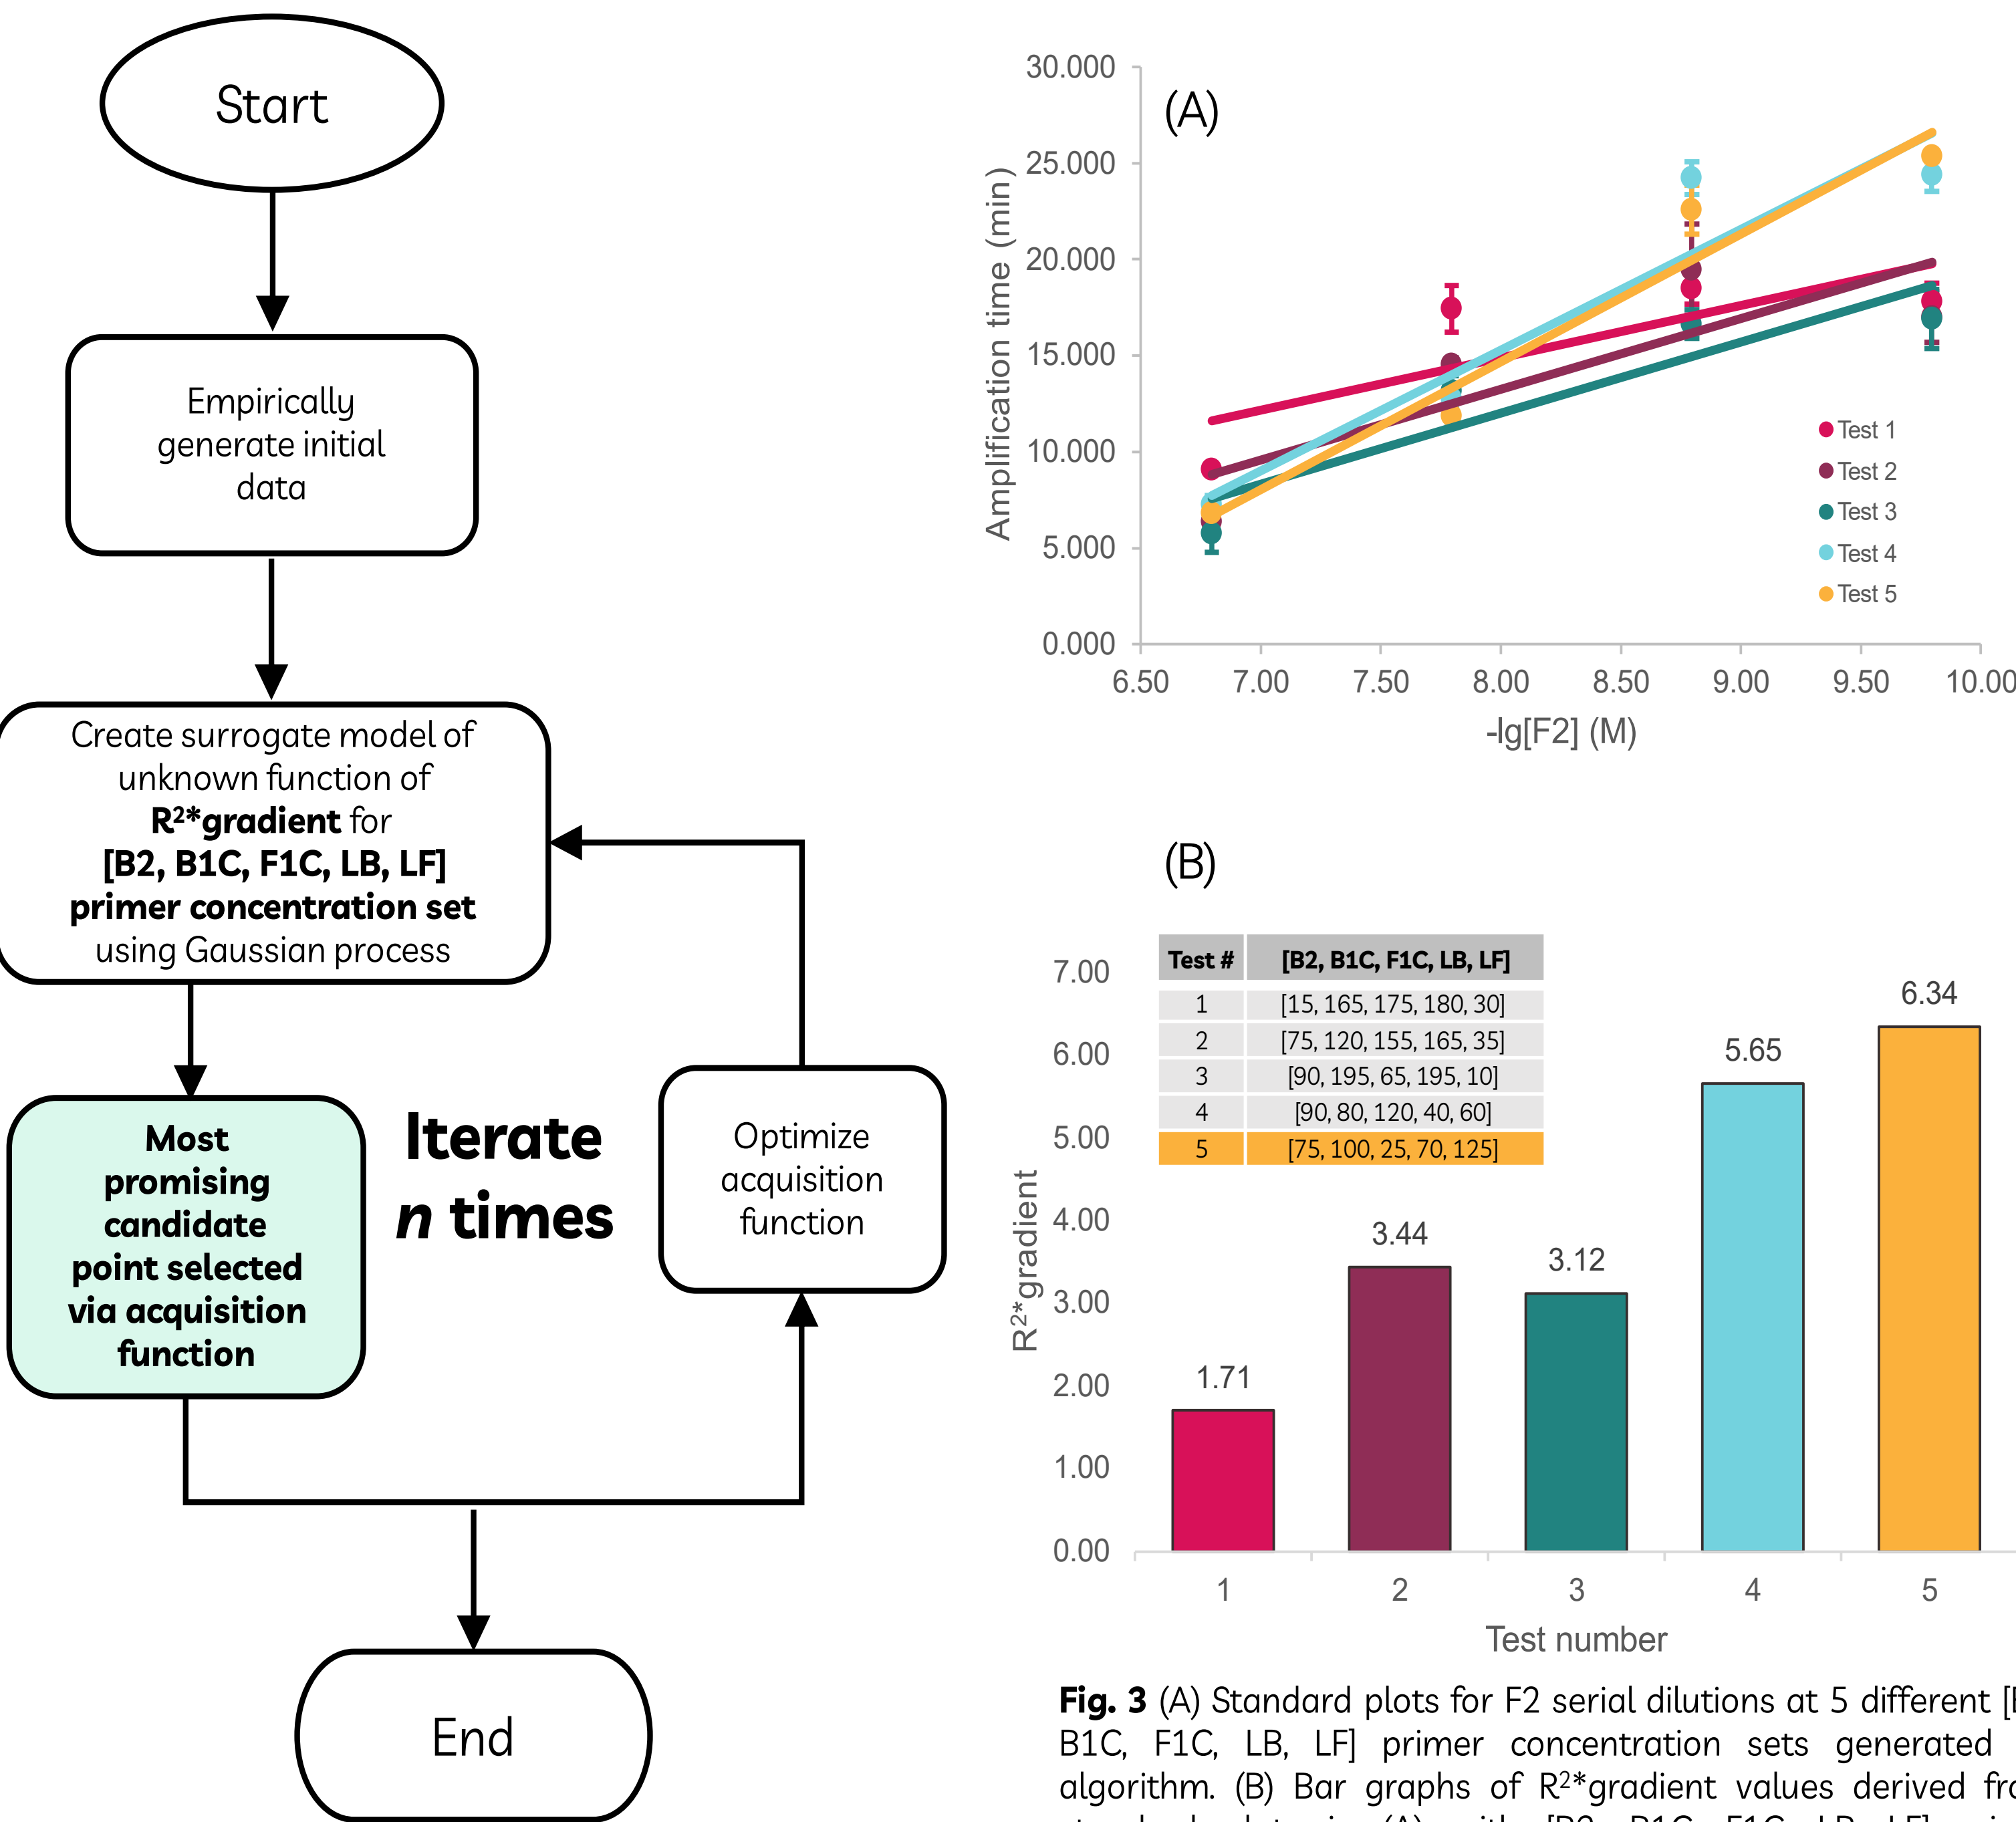 Start
Empirically
generate initial
data
Create surrogate model of
unknown function of
R²*gradient for
[B2, B1C, F1C, LB, LF]
primer concentration set
using Gaussian process
Most
promising
candidate
point selected
via acquisition
function
Iterate
n times
Optimize
acquisition
function
End
(A)
30.000
25.000
20.000
15.000
10.000
5.000
0.000
Amplification time (min)
6.50 7.00 7.50 8.00 8.50 9.00 9.50 10.00
-lg[F2] (M)
Test 1
Test 2
Test 3
Test 4
Test 5
(B)
7.00
6.00
5.00
4.00
3.00
2.00
1.00
0.00
R²*gradient
Test # [B2, B1C, F1C, LB, LF]
1 [15, 165, 175, 180, 30]
2 [75, 120, 155, 165, 35]
3 [90, 195, 65, 195, 10]
4 [90, 80, 120, 40, 60]
5 [75, 100, 25, 70, 125]
1.71
3.44
3.12
5.65
6.34
1 2 3 4 5
Test number
Fig. 3 (A) Standard plots for F2 serial dilutions at 5 different
B1C, F1C, LB, LF] primer concentration sets generated
algorithm. (B) Bar graphs of R²*gradient values derived